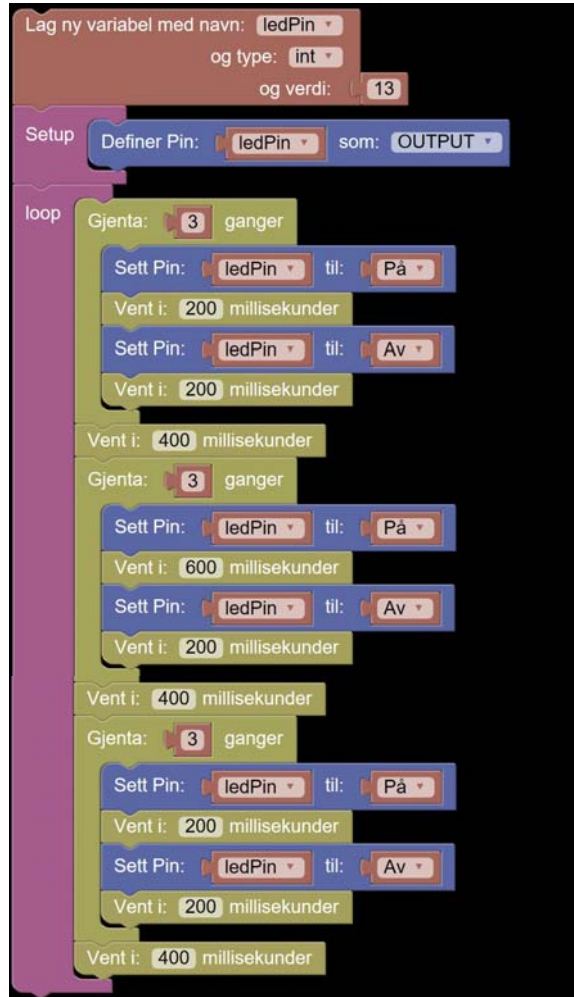 Lag ny variabel med navn: ledPin
og type: int
og verdi: 13
Setup Definer Pin: ledPin som: OUTPUT
loop Gjenta: 3 ganger
Sett Pin: ledPin til: På
Vent i: 200 millisekunder
Sett Pin: ledPin til: Av
Vent i: 200 millisekunder
Vent i: 400 millisekunder
Gjenta: 3 ganger
Sett Pin: ledPin til: På
Vent i: 600 millisekunder
Sett Pin: ledPin til: Av
Vent i: 200 millisekunder
Vent i: 400 millisekunder
Gjenta: 3 ganger
Sett Pin: ledPin til: På
Vent i: 200 millisekunder
Sett Pin: ledPin til: Av
Vent i: 200 millisekunder
Vent i: 400 millisekunder